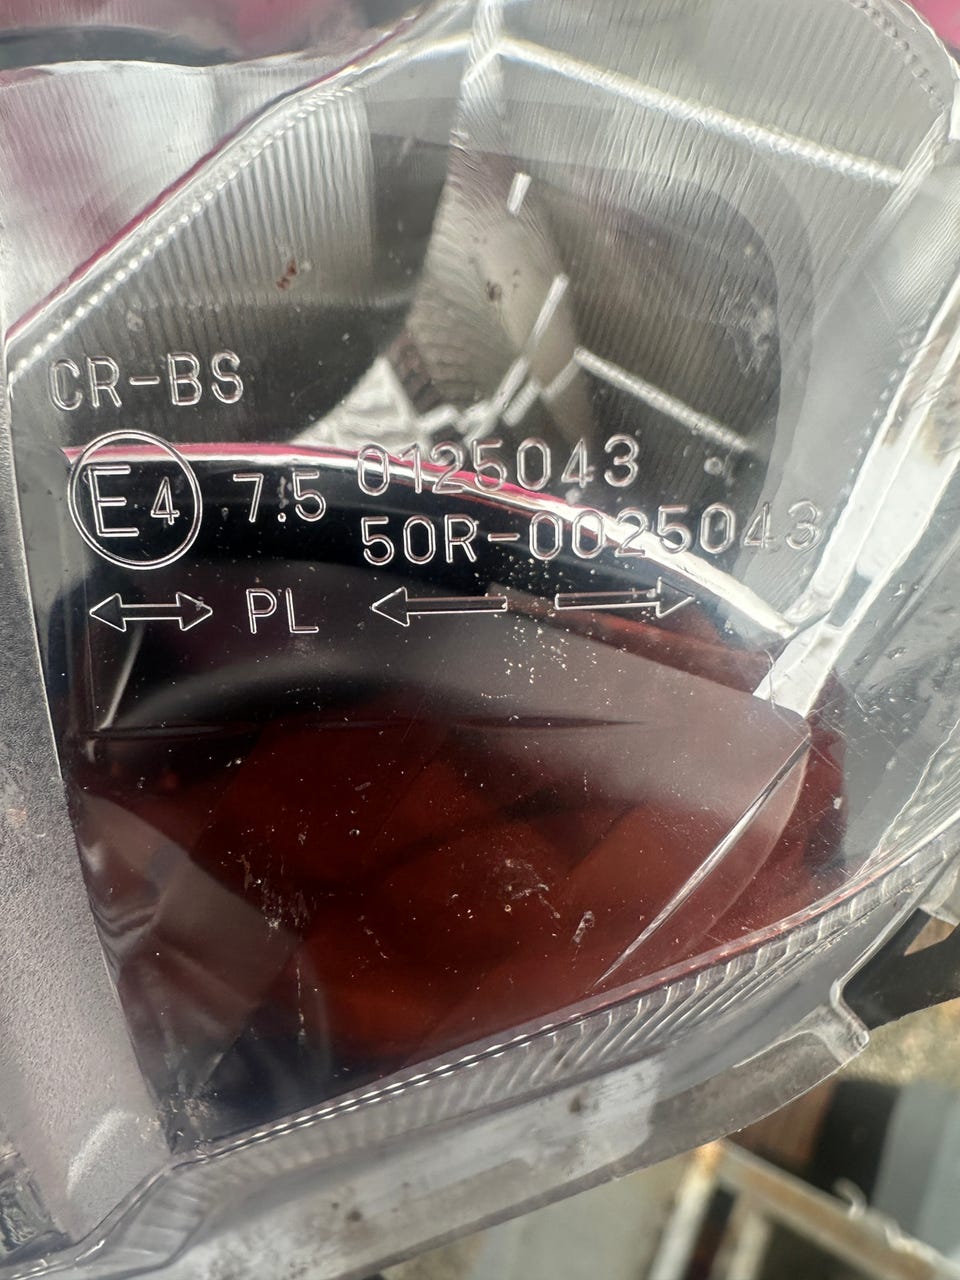 CR-BS
E4 7.5 0125043
50R-0025043
↔ PL ← →